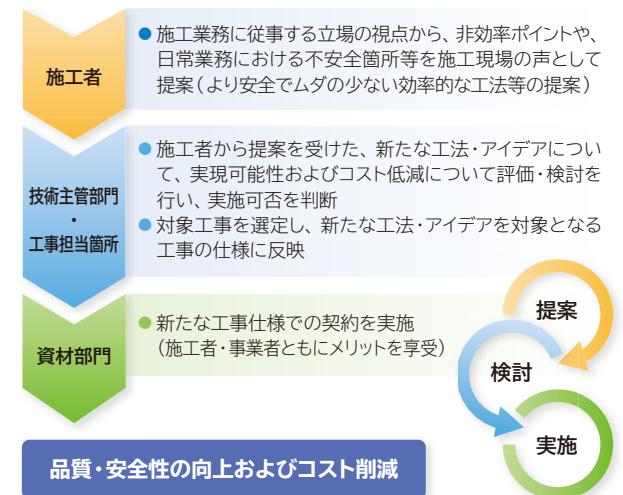 施工者
● 施工業務に従事する立場の視点から、非効率ポイントや、
日常業務における不安全箇所等を施工現場の声として
提案（より安全でムダの少ない効率的な工法等の提案）
技術主管部門
・
工事担当箇所
● 施工者から提案を受けた、新たな工法・アイデアについ
て、実現可能性およびコスト低減について評価・検討を
行い、実施可否を判断
● 対象工事を選定し、新たな工法・アイデアを対象となる
工事の仕様に反映
資材部門
● 新たな工事仕様での契約を実施
（施工者・事業者ともにメリットを享受）
提案
検討
実施
品質・安全性の向上およびコスト削減